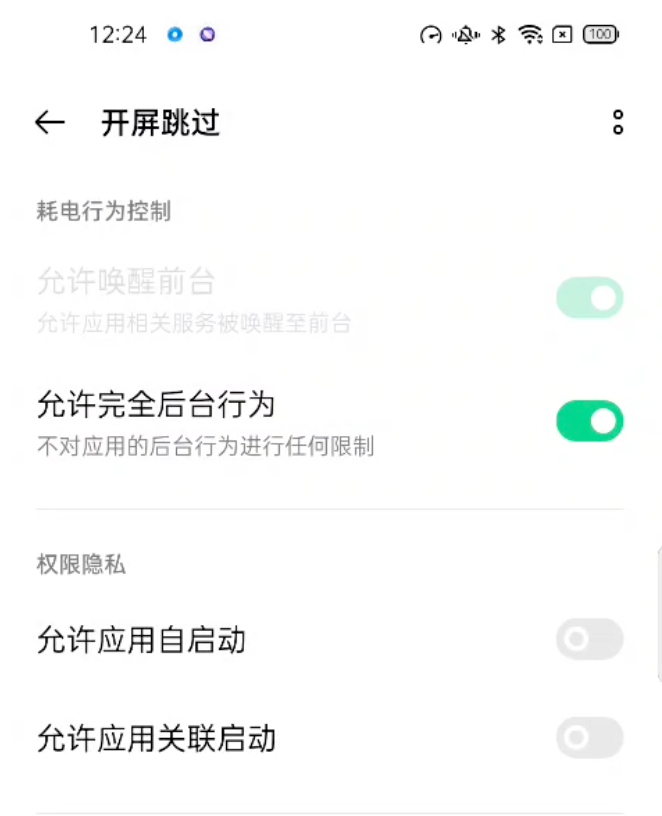 12:24
100
开屏跳过
耗电行为控制
允许唤醒前台
允许应用相关服务被唤醒至前台
允许完全后台行为
不对应用的后台行为进行任何限制
权限隐私
允许应用自启动
允许应用关联启动